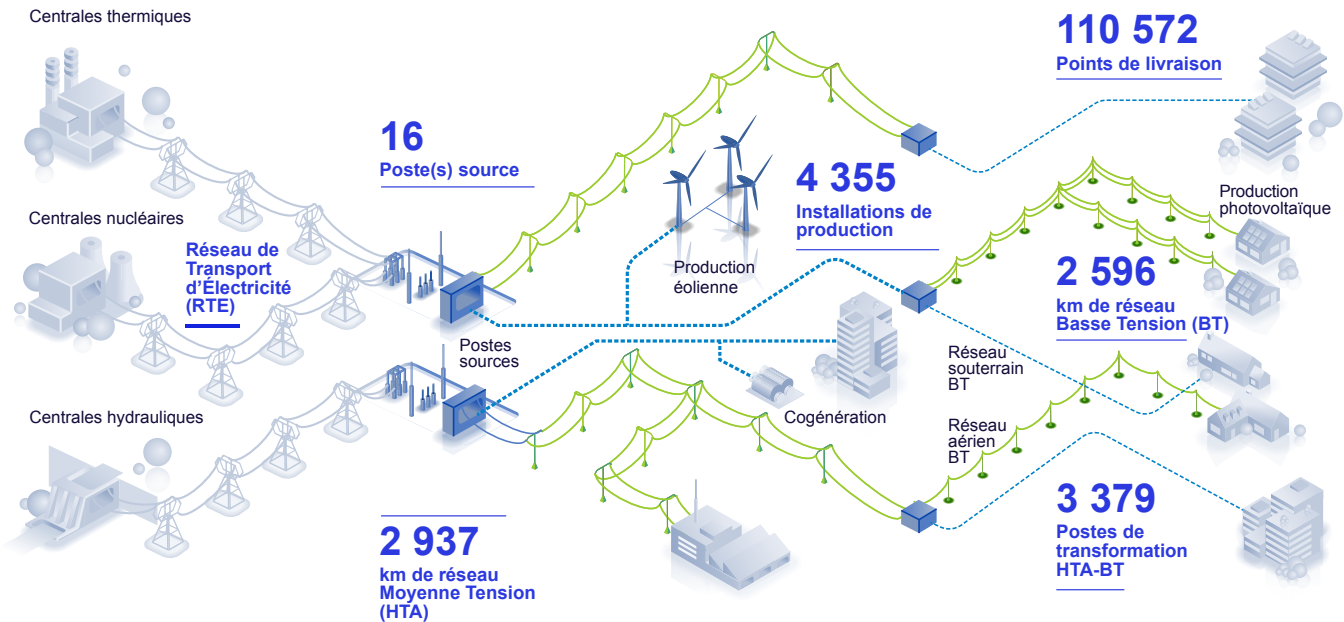 Centrales thermiques
110 572
Points de livraison
16
Poste(s) source
4 355
Installations de
production
Production
photovoltaïque
Centrales nucléaires
Réseau de
Transport
d'Électricité
(RTE)
Production
éolienne
2 596
km de réseau
Basse Tension (BT)
Postes
sources
Réseau
souterrain
BT
Centrales hydrauliques
Cogénération
Réseau
aérien
BT
2 937
km de réseau
Moyenne Tension
(HTA)
3 379
Postes de
transformation
HTA-BT